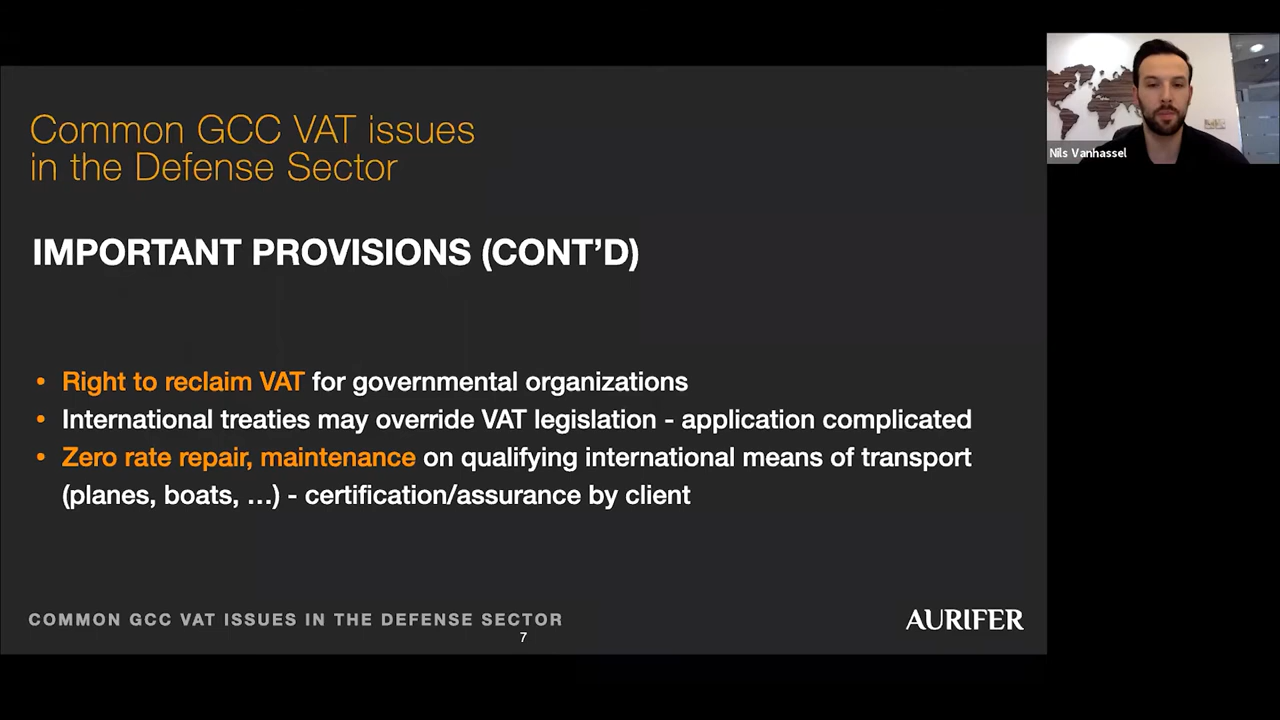 Common GCC VAT issues
in the Defense Sector
IMPORTANT PROVISIONS (CONT’D)
• Right to reclaim VAT for governmental organizations
• International treaties may override VAT legislation - application complicated
• Zero rate repair, maintenance on qualifying international means of transport
(planes, boats, …) - certification/assurance by client
COMMON GCC VAT ISSUES IN THE DEFENSE SECTOR
7
AURIFER
Nils Vanhassel